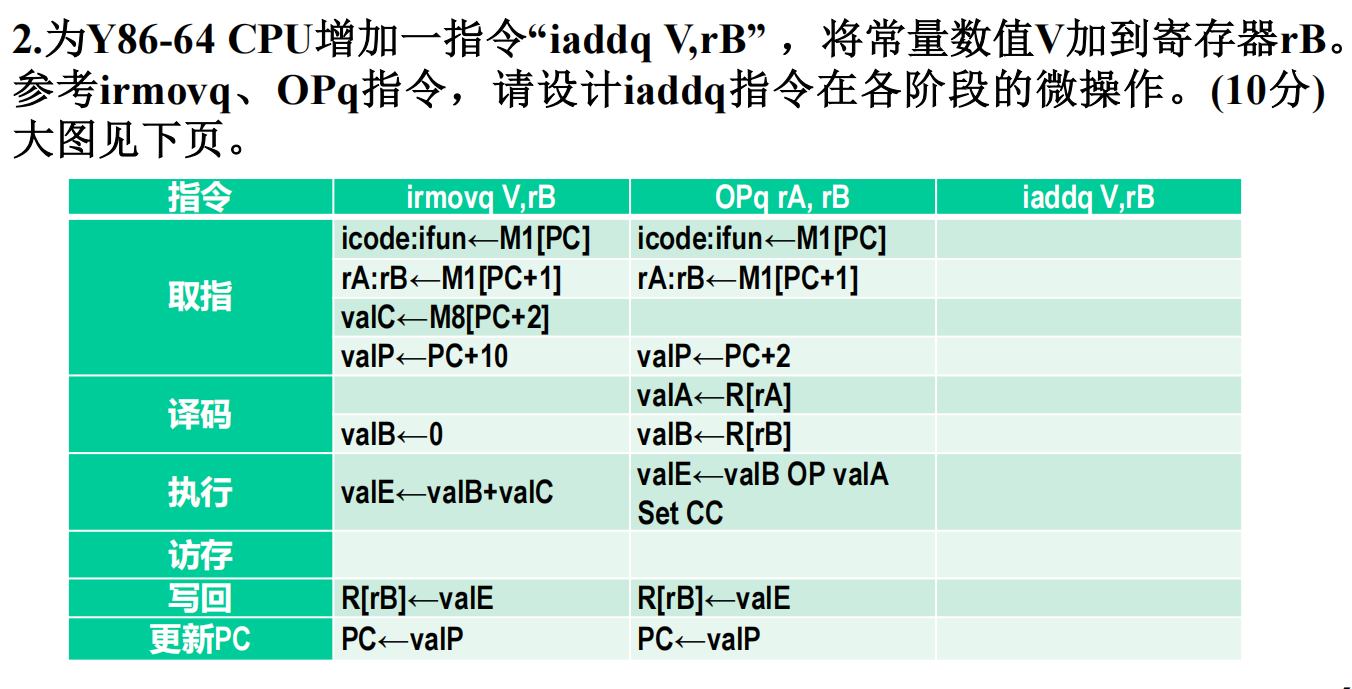 2.为Y86-64 CPU增加一指令“iaddq V,rB” ，将常量数值V加到寄存器rB。
参考irmovq、OPq指令，请设计iaddq指令在各阶段的微操作。(10分)
大图见下页。
指令 irmovq V,rB OPq rA, rB iaddq V,rB
取指 icode:ifun←M1[PC] icode:ifun←M1[PC]
rA:rB←M1[PC+1] rA:rB←M1[PC+1]
valC←M8[PC+2]
valP←PC+10 valP←PC+2
译码 valA←R[rA]
valB←0 valB←R[rB]
执行 valE←valB+valC valE←valB OP valA
Set CC
访存
写回 R[rB]←valE R[rB]←valE
更新PC PC←valP PC←valP